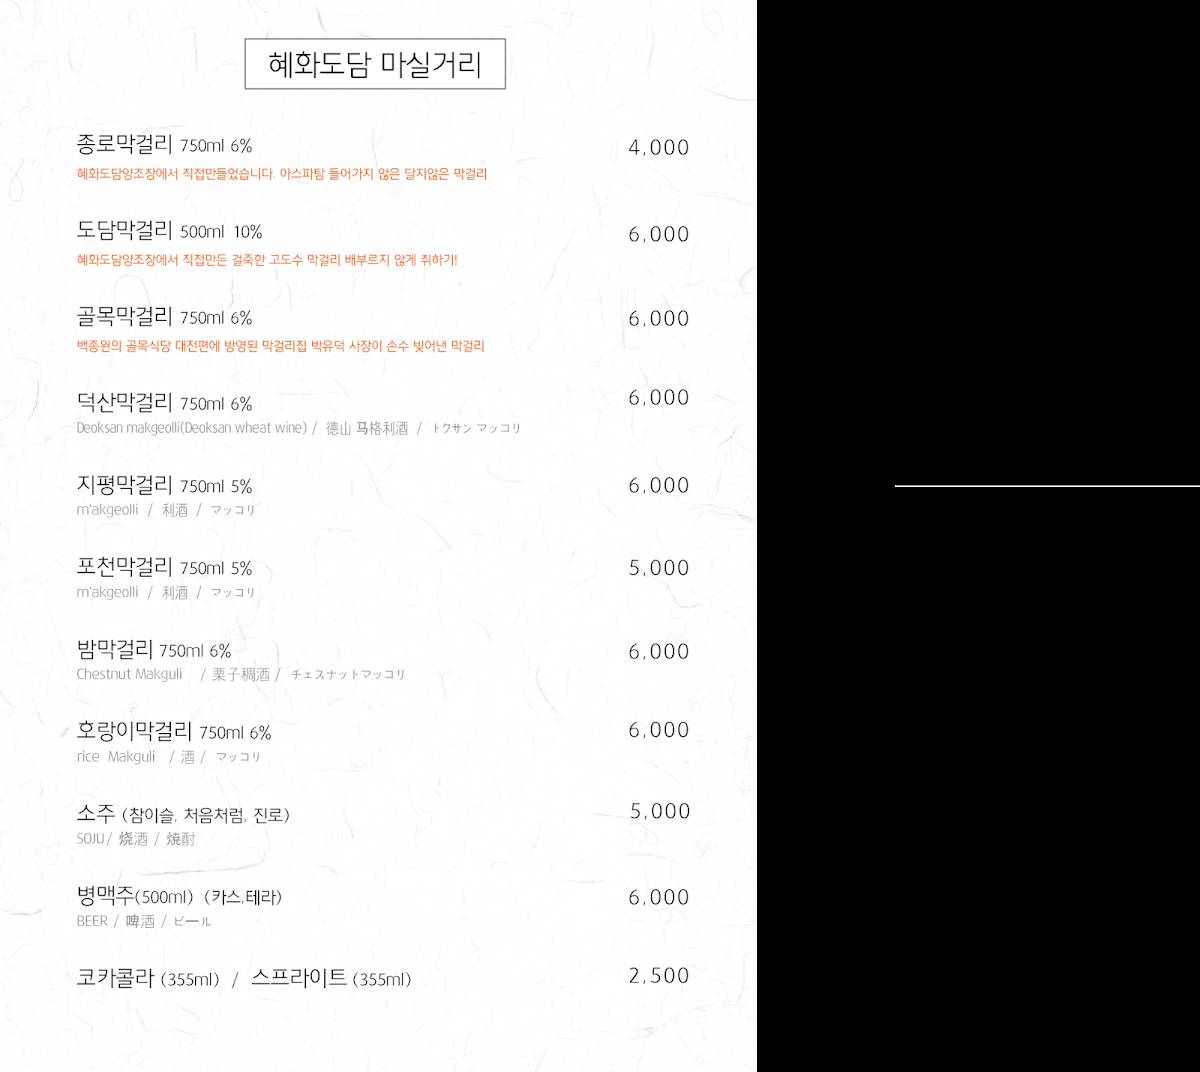 혜화도담 마실거리
종로막걸리 750ml 6% 4,000
혜화도담양조장에서 직접만들었습니다. 아스파탐 들어가지 않은 달지않은 막걸리
도담막걸리 500ml 10% 6,000
혜화도담양조장에서 직접만든 걸죽한 고도수 막걸리 배부르지 않게 취하기!
골목막걸리 750ml 6% 6,000
백종원의 골목식당 대전편에 방영된 막걸리집 박유덕 사장이 손수 빚어낸 막걸리
덕산막걸리 750ml 6% 6,000
Deoksan makgeolli(Deoksan wheat wine) / 德山 马格利酒 / トクサン マッコリ
지평막걸리 750ml 5% 6,000
m'akgeolli / 利酒 / マッコリ
포천막걸리 750ml 5% 5,000
m'akgeolli / 利酒 / マッコリ
밤막걸리 750ml 6% 6,000
Chestnut Makguli / 栗子稠酒 / チェスナットマッコリ
호랑이막걸리 750ml 6% 6,000
rice Makguli / 酒 / マッコリ
소주 (참이슬, 처음처럼, 진로) 5,000
SOJU / 烧酒 / 焼酎
병맥주(500ml) (카스,테라) 6,000
BEER / 啤酒 / ビール
코카콜라 (355ml) / 스프라이트 (355ml) 2,500